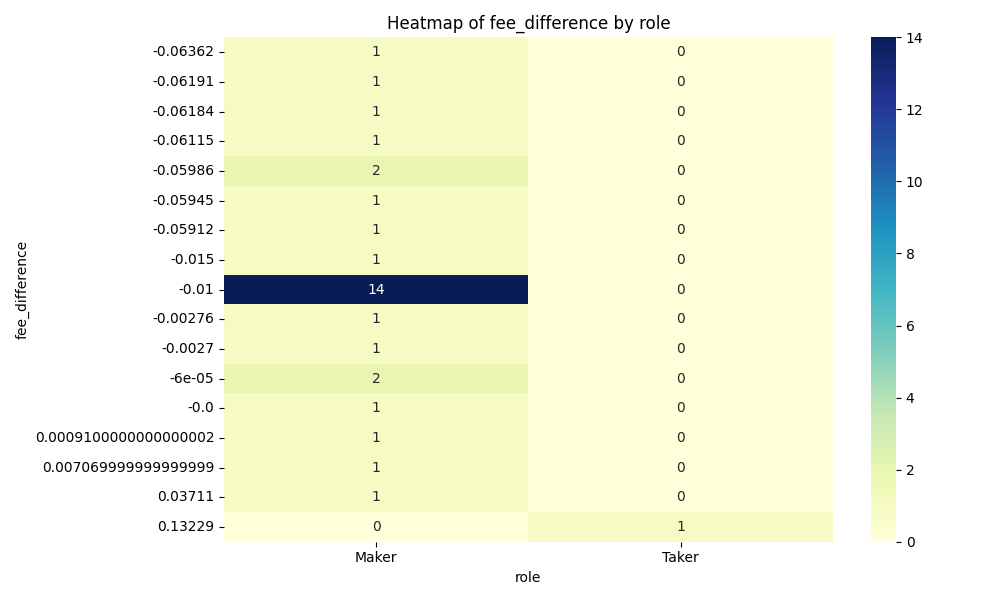 Heatmap of fee_difference by role
fee_difference
-0.06362 1 0
-0.06191 1 0
-0.06184 1 0
-0.06115 1 0
-0.05986 2 0
-0.05945 1 0
-0.05912 1 0
-0.015 1 0
-0.01 14 0
-0.00276 1 0
-0.0027 1 0
-6e-05 2 0
-0.0 1 0
0.0009100000000000002 1 0
0.007069999999999999 1 0
0.03711 1 0
0.13229 0 1
Maker Taker
role
14
12
10
8
6
4
2
0